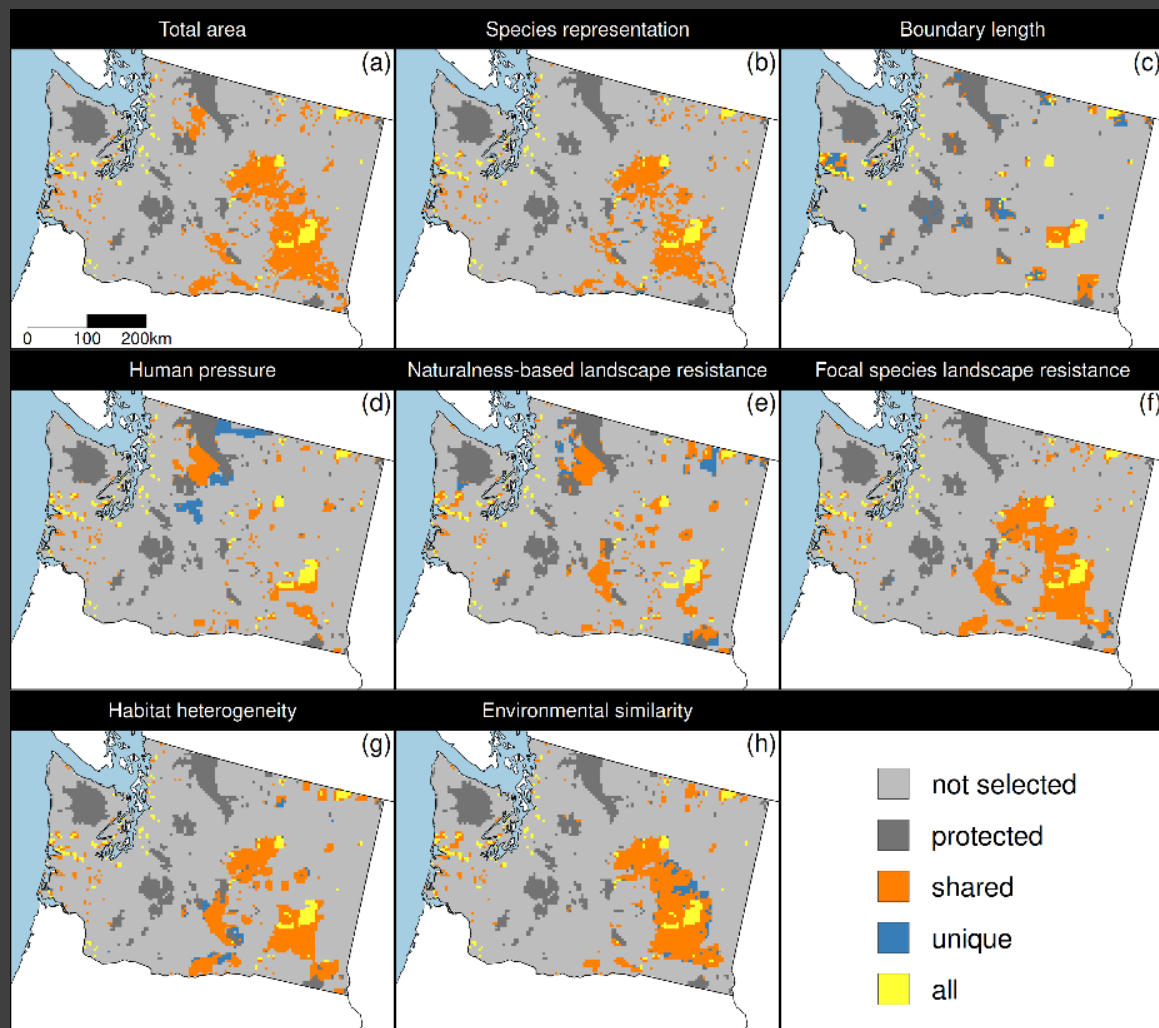 Total area
Species representation
Boundary length
(a)
(b)
(c)
0 100 200km
Human pressure
Naturalness-based landscape resistance
Focal species landscape resistance
(d)
(e)
(f)
Habitat heterogeneity
Environmental similarity
(g)
(h)
not selected
protected
shared
unique
all